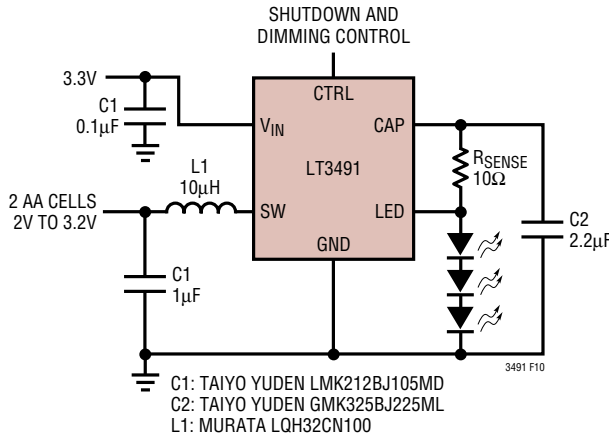 SHUTDOWN AND
DIMMING CONTROL
3.3V
C1
0.1µF
CTRL
VIN
CAP
LT3491
RSENSE
10Ω
L1
10µH
2 AA CELLS
2V TO 3.2V
SW
LED
GND
C1
1µF
C2
2.2µF
3491 F10
C1: TAIYO YUDEN LMK212BJ105MD
C2: TAIYO YUDEN GMK325BJ225ML
L1: MURATA LQH32CN100